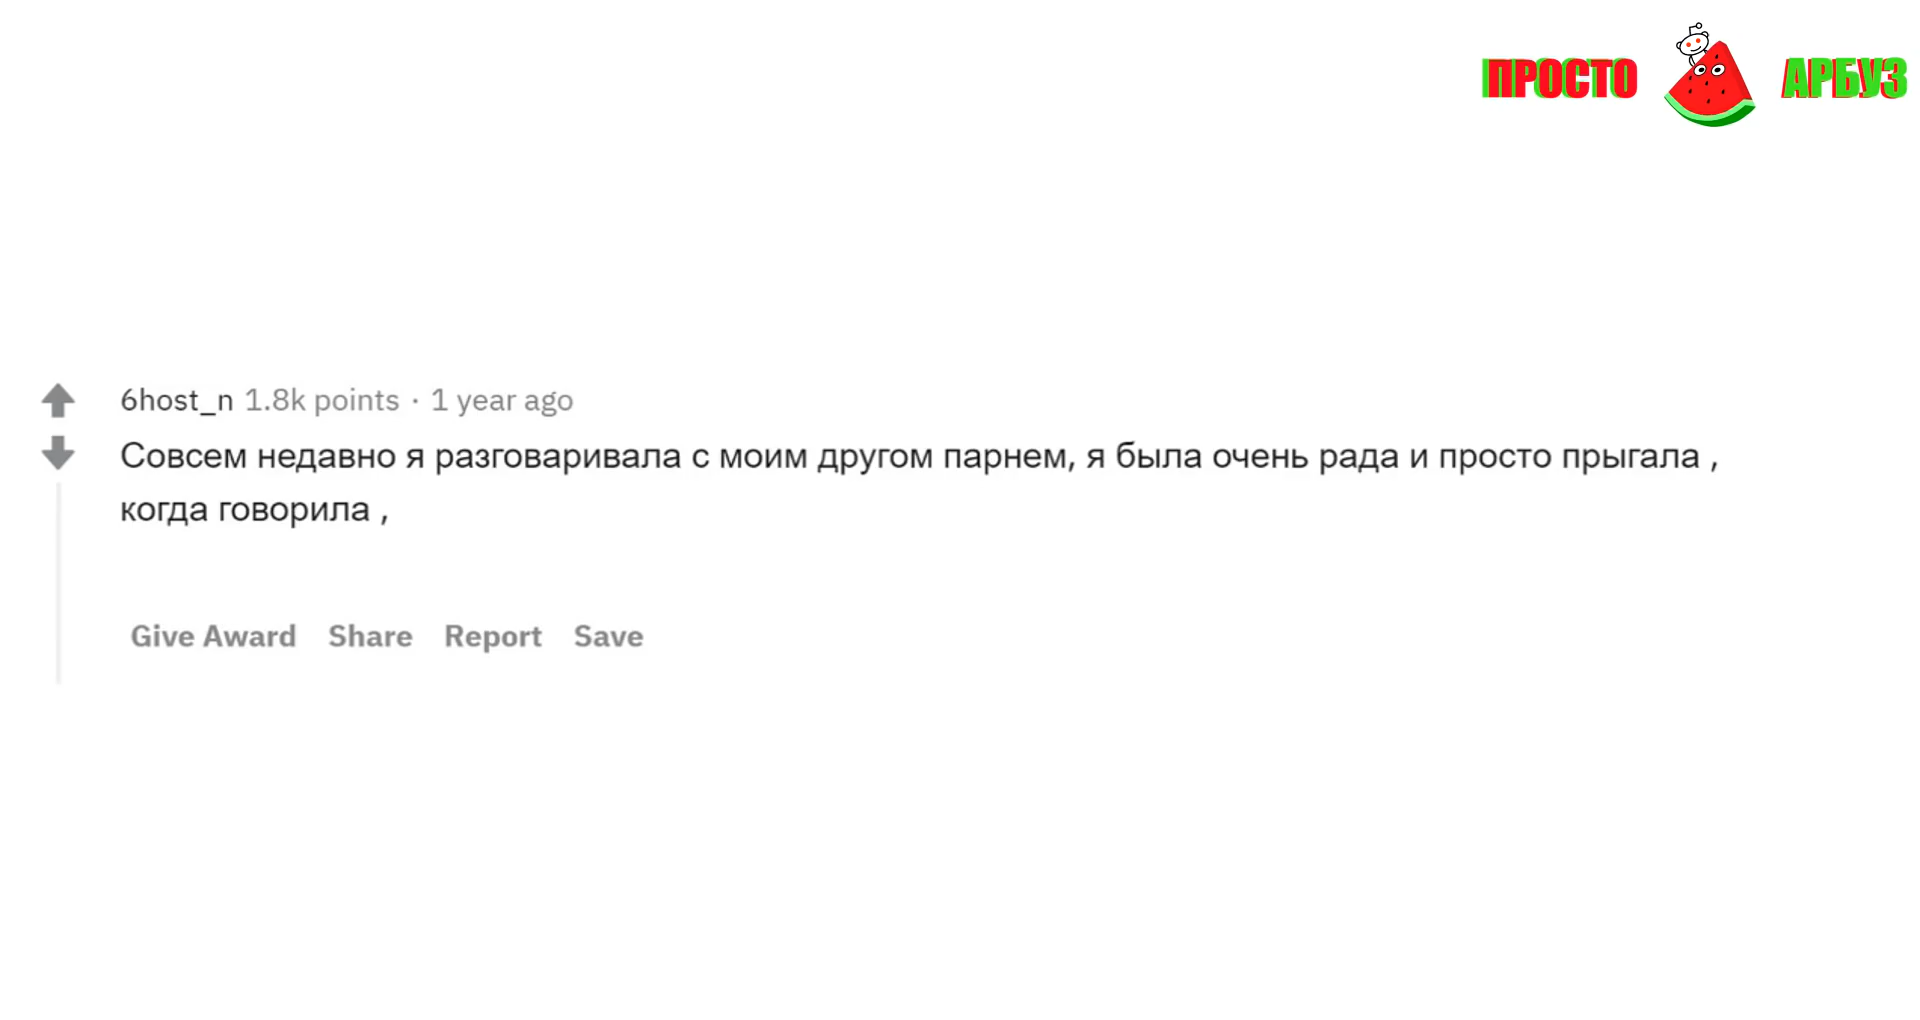 ПРОСТО АРБУЗ
6host_n 1.8k points · 1 year ago
Совсем недавно я разговаривала с моим другом парнем, я была очень рада и просто прыгала ,
когда говорила ,
Give Award Share Report Save